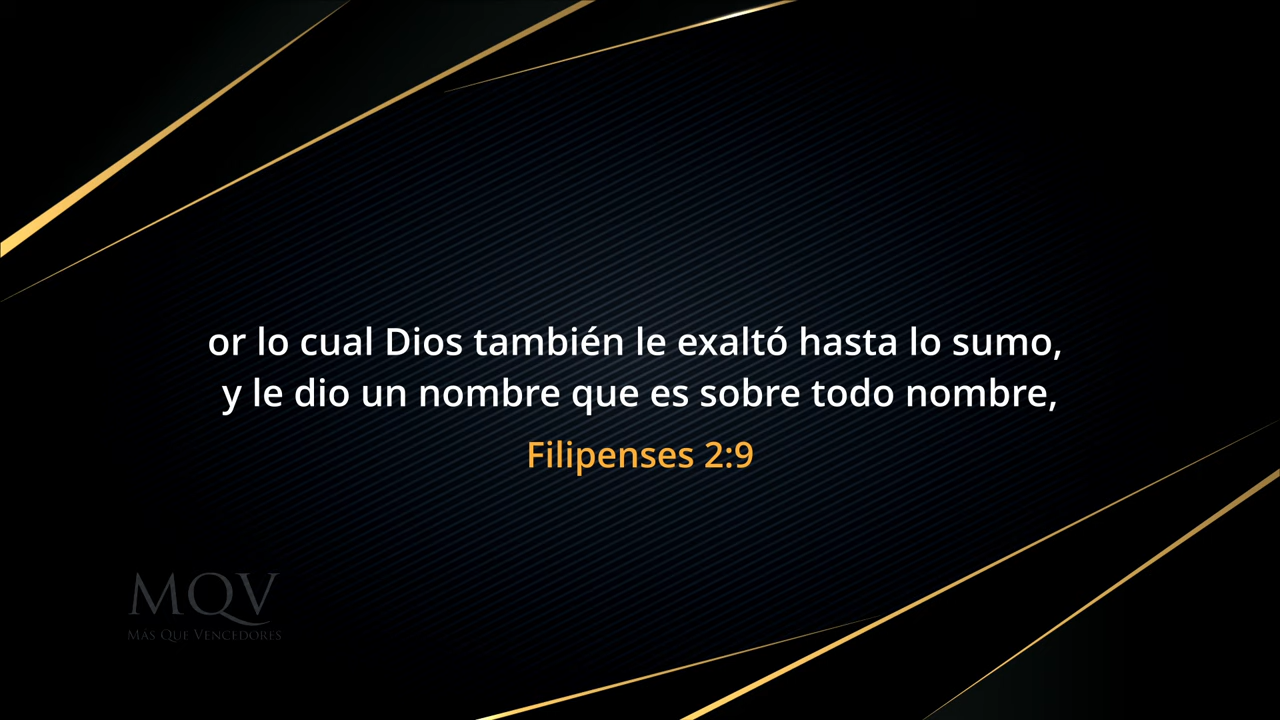 or lo cual Dios también le exaltó hasta lo sumo,
y le dio un nombre que es sobre todo nombre,
Filipenses 2:9
MQV
Más Que Vencedores